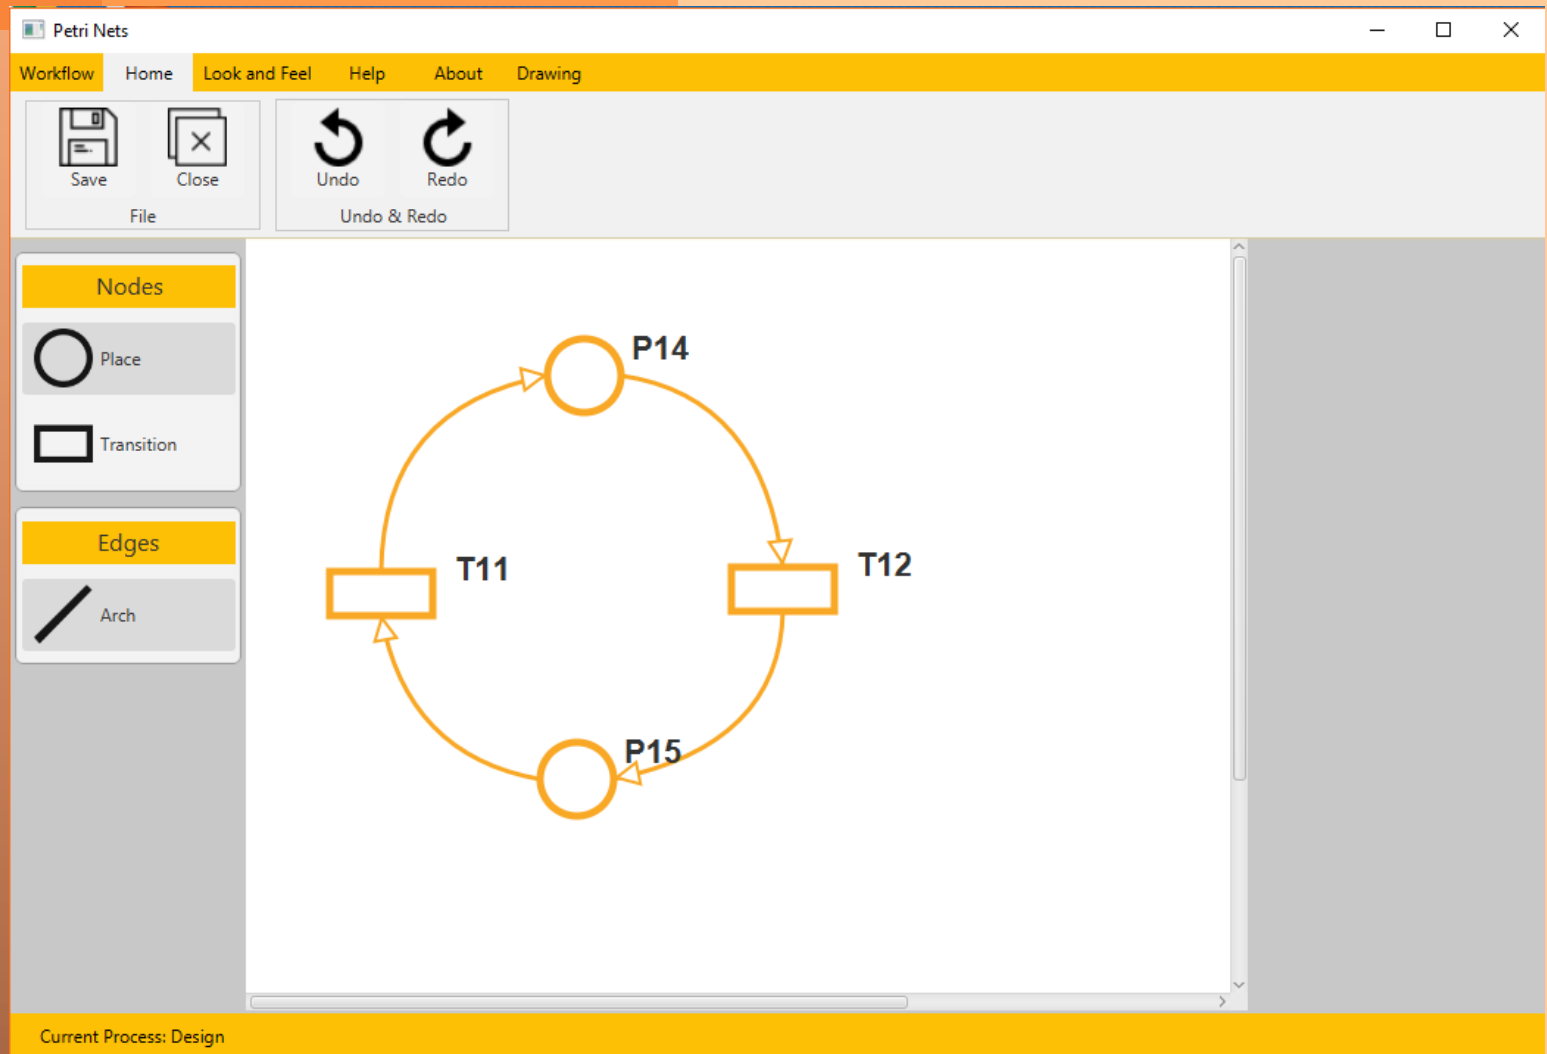 Petri Nets
Workflow Home Look and Feel Help About Drawing
Save Close Undo Redo
File Undo & Redo
Nodes
Place
Transition
Edges
Arch
P14
T11
T12
P15
Current Process: Design